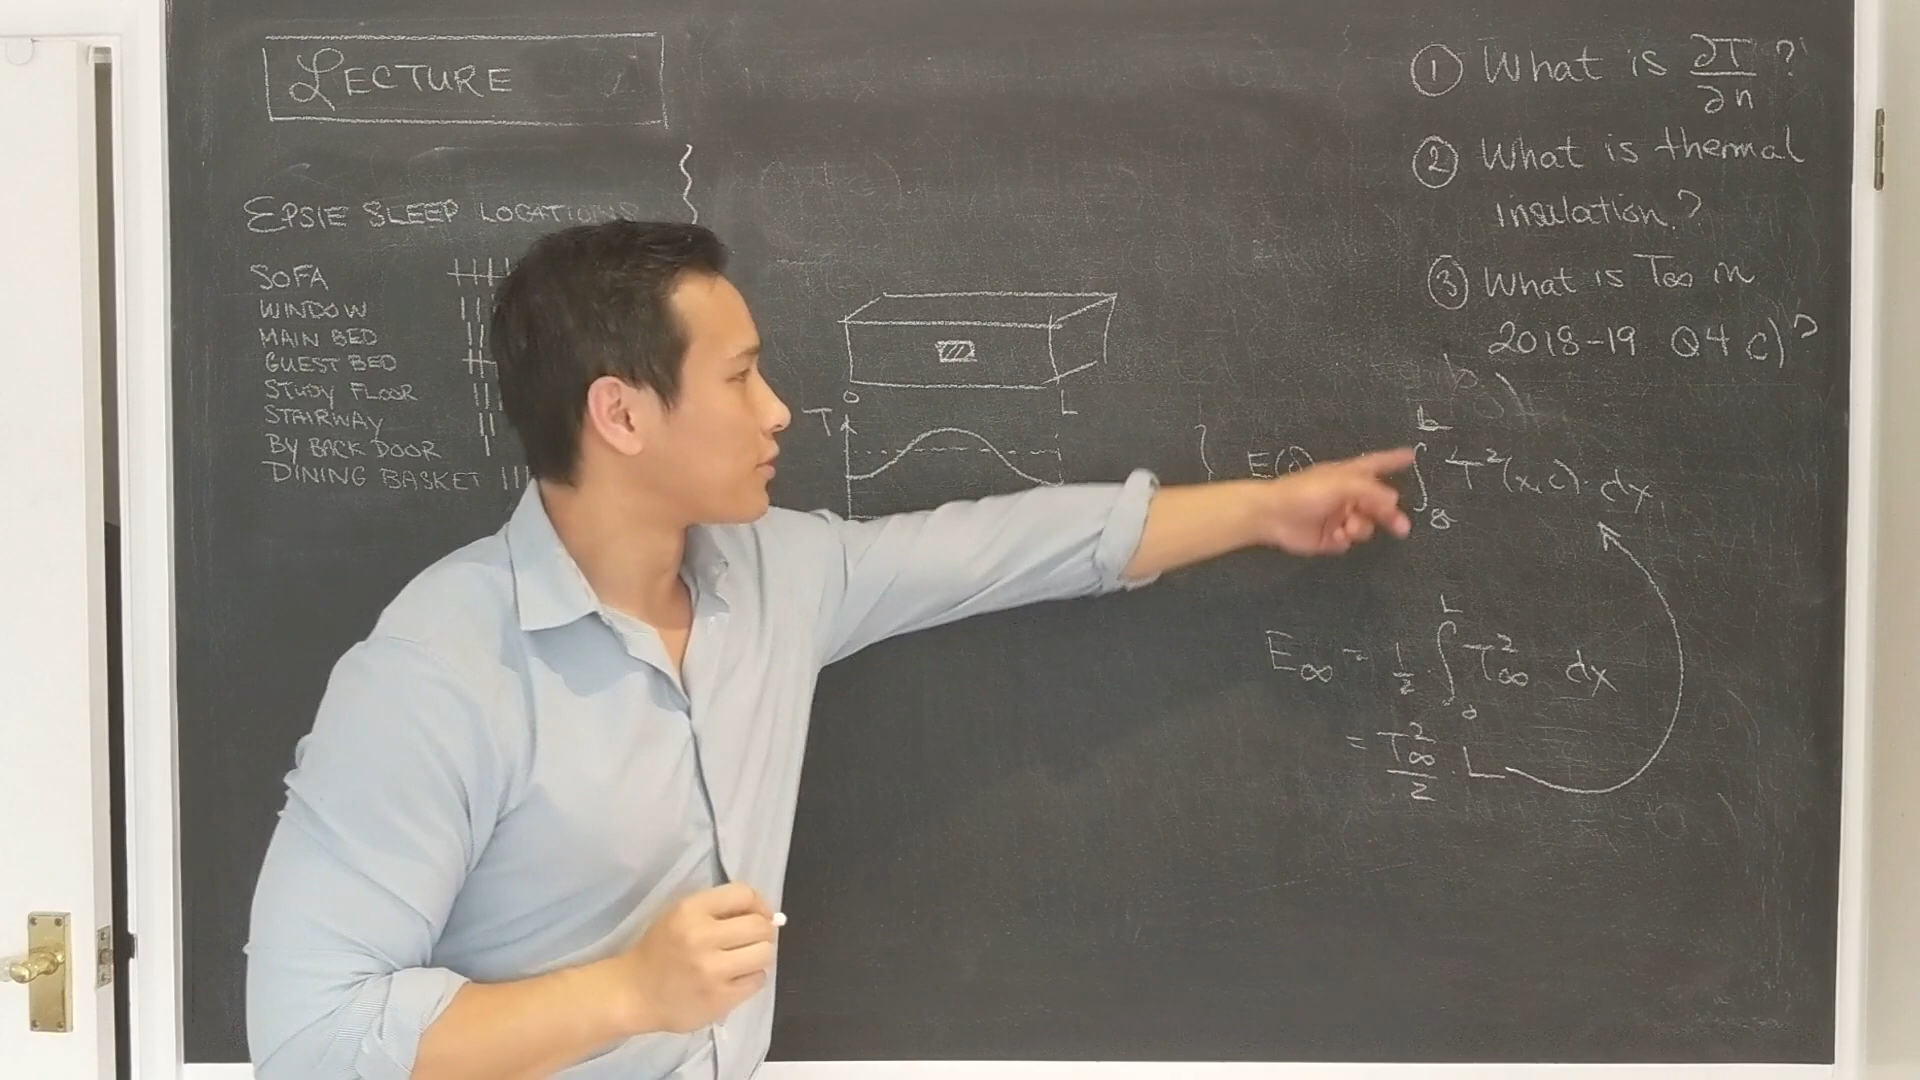 LECTURE
EPSIE SLEEP LOCATIONS
SOFA
WINDOW
MAIN BED
GUEST BED
STUDY FLOOR
STAIRWAY
BY BACK DOOR
DINING BASKET
0 L
T
① What is ∂T/∂n ?
② What is thermal
insulation?
③ What is T∞ in
2018-19 Q4 c)?
∫ T²(x, ) dx
E∞ = 1/2 ∫₀ᴸ T∞² dx
= T∞²/2 · L